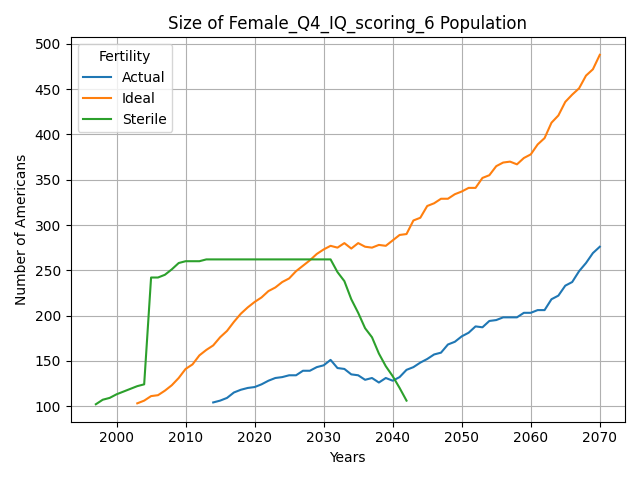 Size of Female_Q4_IQ_scoring_6 Population
Number of Americans
500
450
400
350
300
250
200
150
100
Fertility
Actual
Ideal
Sterile
2000 2010 2020 2030 2040 2050 2060 2070
Years